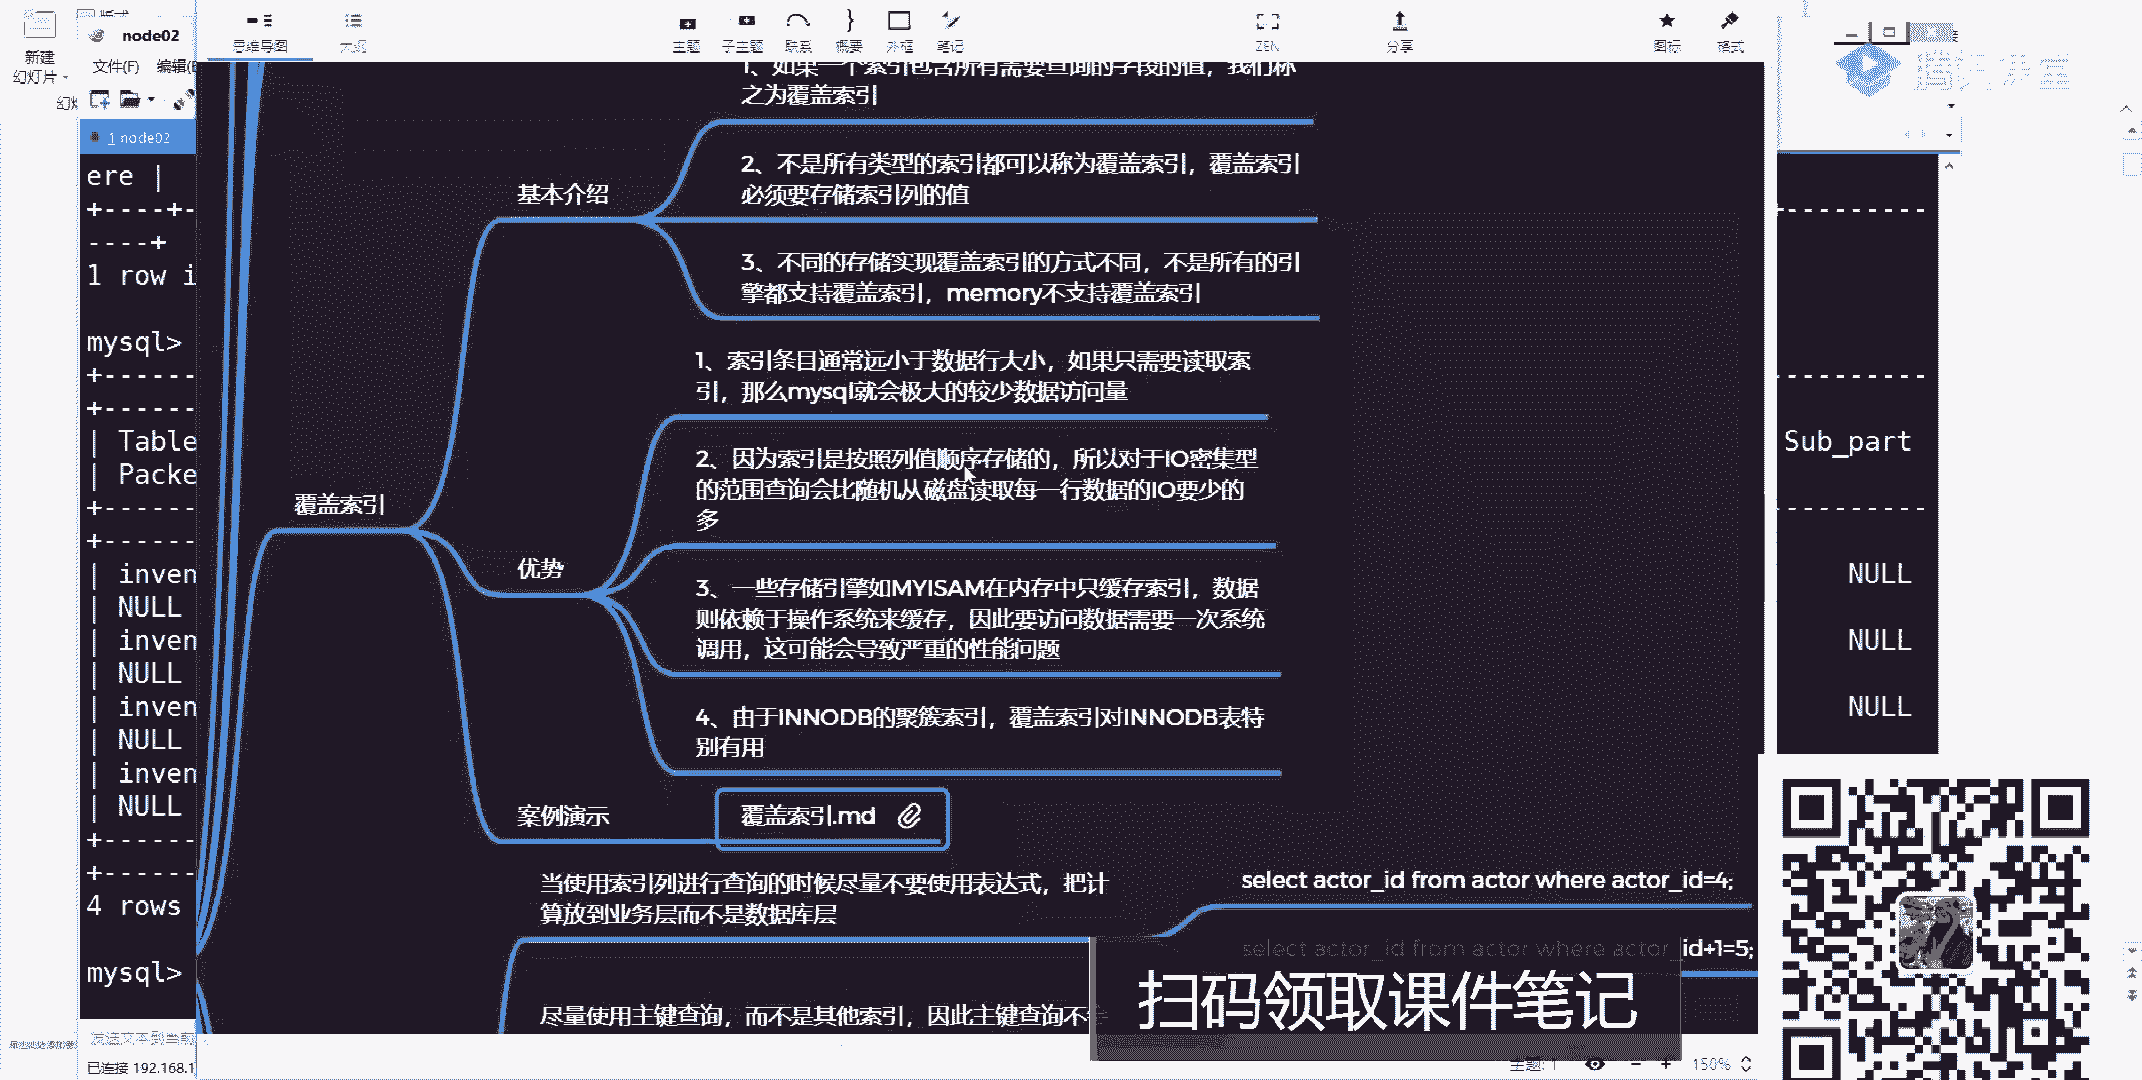 新建
幻灯片
node02
文件(F)
思维导图
大纲
主题
子主题
联系
概要
外框
笔记
ZEN
分享
图标
格式
腾讯课堂
1 node02
ere |
+----+-
----+
1 row i
mysql>
+------
+------
| Table
| Packe
+------
+------
| inven
| NULL
| inven
| NULL
| inven
| NULL
| inven
| NULL
+------
+------
4 rows
mysql>
已连接 192.168.1
Sub_part
NULL
NULL
NULL
覆盖索引
基本介绍
1、如果一个索引包含所有需要查询的字段的值，我们称
之为覆盖索引
2、不是所有类型的索引都可以称为覆盖索引，覆盖索引
必须要存储索引列的值
3、不同的存储实现覆盖索引的方式不同，不是所有的引
擎都支持覆盖索引，memory不支持覆盖索引
优势
1、索引条目通常远小于数据行大小，如果只需要读取索
引，那么mysql就会极大的较少数据访问量
2、因为索引是按照列值顺序存储的，所以对于IO密集型
的范围查询会比随机从磁盘读取每一行数据的IO要少的
多
3、一些存储引擎如MYISAM在内存中只缓存索引，数据
则依赖于操作系统来缓存，因此要访问数据需要一次系统
调用，这可能会导致严重的性能问题
4、由于INNODB的聚簇索引，覆盖索引对INNODB表特
别有用
案例演示
覆盖索引.md
当使用索引列进行查询的时候尽量不要使用表达式，把计
算放到业务层而不是数据库层
select actor_id from actor where actor_id=4;
select actor_id from actor where actor_id+1=5;
尽量使用主键查询，而不是其他索引，因此主键查询不
扫码领取课件笔记
主题: 1
150%